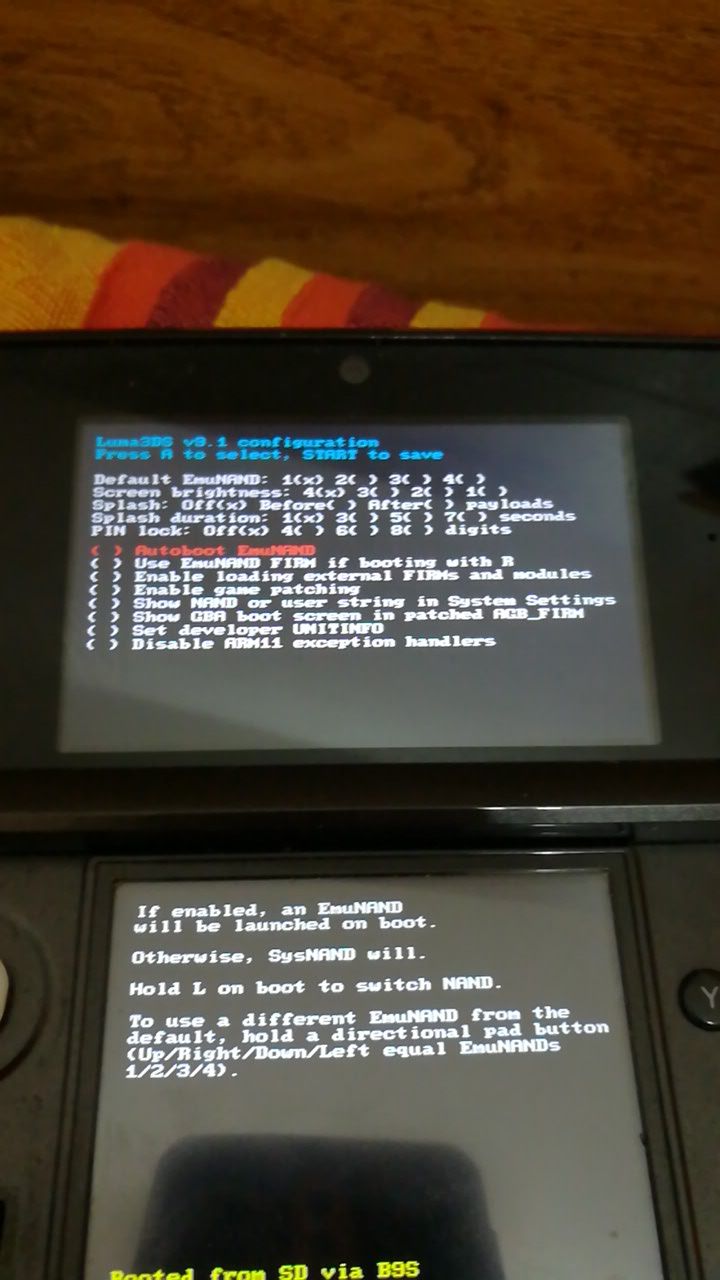 Luma3DS v9.1 configuration
Press A to select, START to save
Default EmuNAND: 1(x) 2( ) 3( ) 4( )
Screen brightness: 4(x) 3( ) 2( ) 1( )
Splash: Off(x) Before( ) After( ) payloads
Splash duration: 1(x) 3( ) 5( ) 7( ) seconds
PIN lock: Off(x) 4( ) 6( ) 8( ) digits
( ) Autoboot EmuNAND
( ) Use EmuNAND FIRM if booting with R
( ) Enable loading external FIRMs and modules
( ) Enable game patching
( ) Show NAND or user string in System Settings
( ) Show GBA boot screen in patched AGB_FIRM
( ) Set developer UNITINFO
( ) Disable ARM11 exception handlers
If enabled, an EmuNAND
will be launched on boot.
Otherwise, SysNAND will.
Hold L on boot to switch NAND.
To use a different EmuNAND from the
default, hold a directional pad button
(Up/Right/Down/Left equal EmuNANDs
1/2/3/4).
Booted from SD via B9S
Y